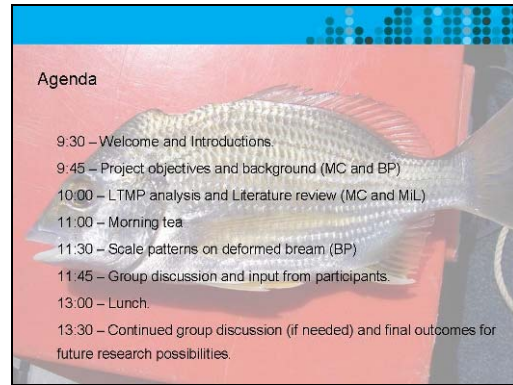 Agenda
9:30 – Welcome and Introductions.
9:45 – Project objectives and background (MC and BP)
10:00 – LTMP analysis and Literature review (MC and MiL)
11:00 – Morning tea
11:30 – Scale patterns on deformed bream (BP)
11:45 – Group discussion and input from participants.
13:00 – Lunch.
13:30 – Continued group discussion (if needed) and final outcomes for
future research possibilities.